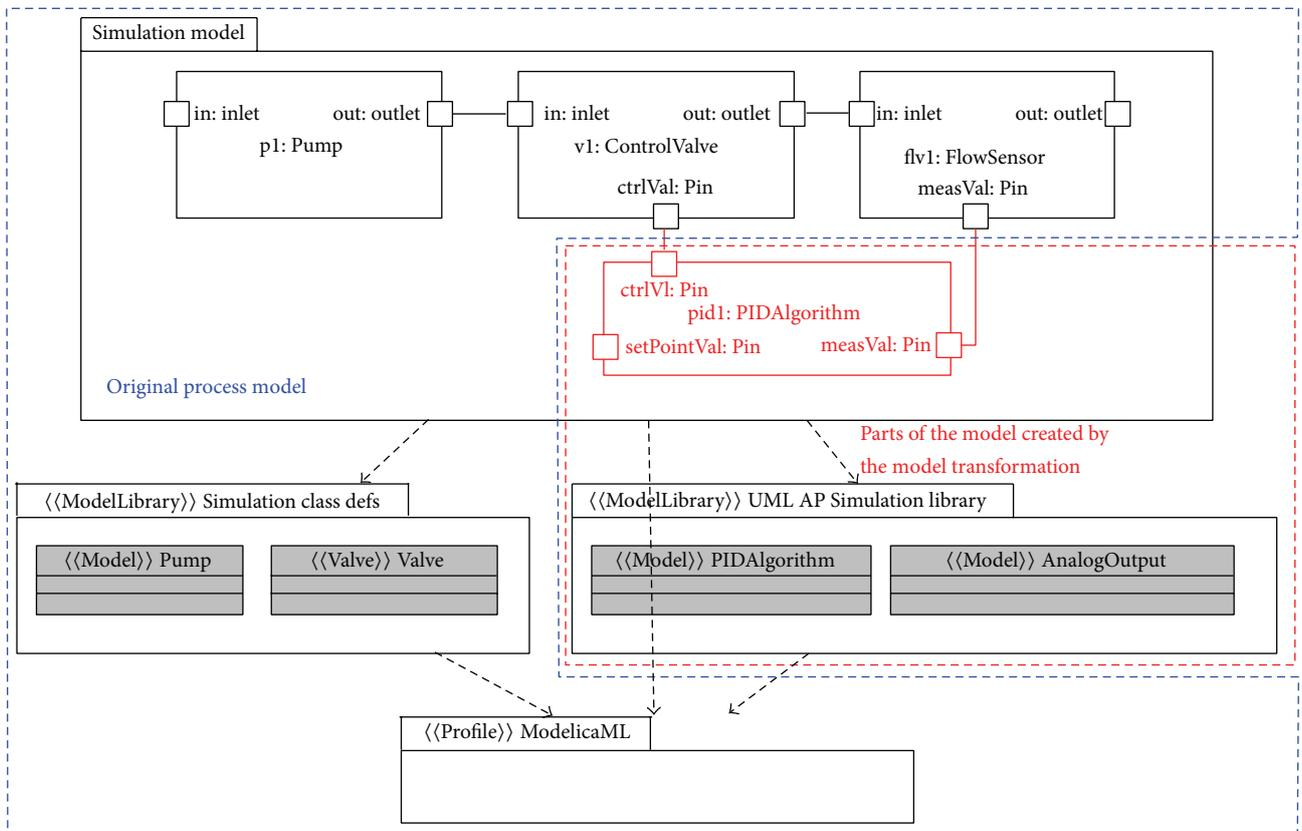 Simulation model
in: inlet
out: outlet
p1: Pump
in: inlet
out: outlet
v1: ControlValve
ctrlVal: Pin
in: inlet
out: outlet
flv1: FlowSensor
measVal: Pin
ctrlVl: Pin
pid1: PIDAlgorithm
setPointVal: Pin
measVal: Pin
Original process model
Parts of the model created by
the model transformation
⟨⟨ModelLibrary⟩⟩ Simulation class defs
⟨⟨Model⟩⟩ Pump
⟨⟨Valve⟩⟩ Valve
⟨⟨ModelLibrary⟩⟩ UML AP Simulation library
⟨⟨Model⟩⟩ PIDAlgorithm
⟨⟨Model⟩⟩ AnalogOutput
⟨⟨Profile⟩⟩ ModelicaML